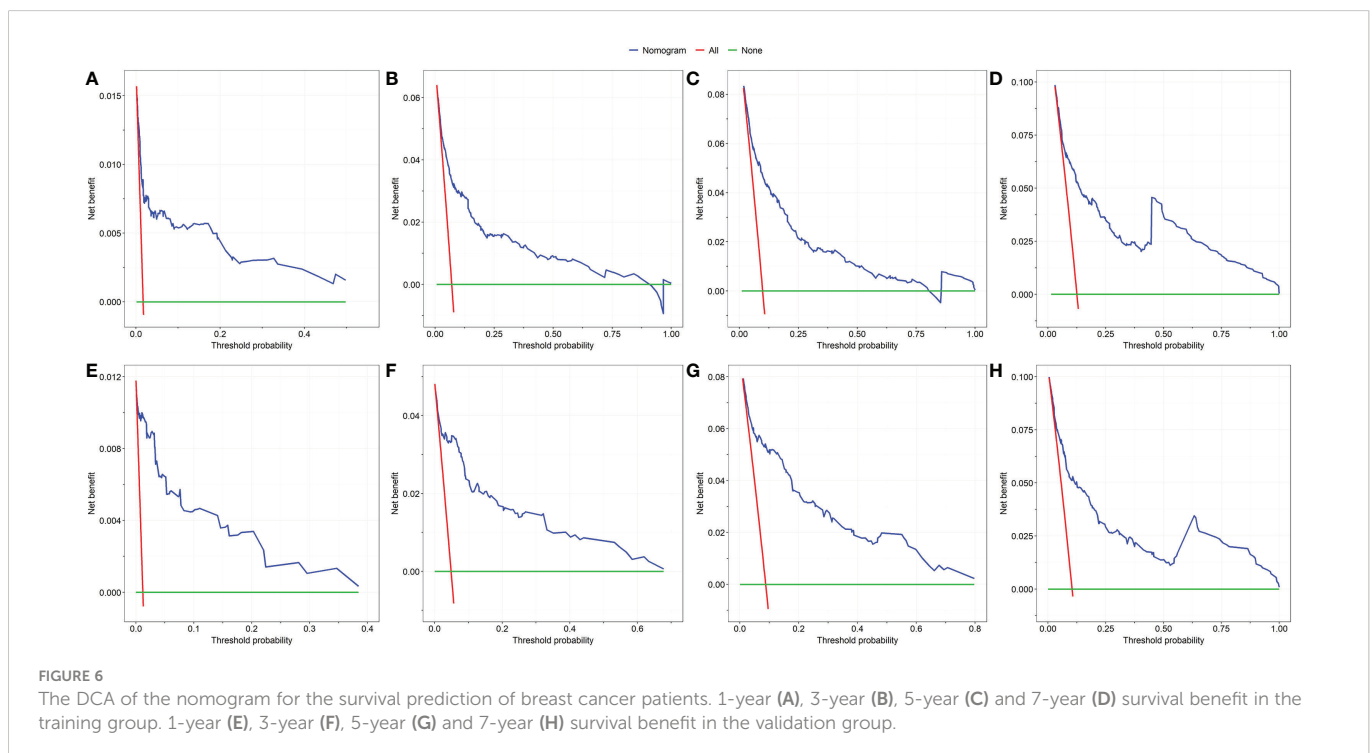 Nomogram All None
A
Net benefit
0.015
0.010
0.005
0.000
0.0 0.4
Threshold probability
B
Net benefit
0.06
0.04
0.02
0.00
0.00 0.25 0.50 0.75 1.00
Threshold probability
C
Net benefit
0.08
0.06
0.04
0.02
0.00
0.00 0.25 0.50 0.75 1.00
Threshold probability
D
Net benefit
0.100
0.075
0.050
0.025
0.000
0.00 0.25 0.50 0.75 1.00
Threshold probability
E
Net benefit
0.012
0.008
0.004
0.000
0.0 0.1 0.2 0.3 0.4
Threshold probability
F
Net benefit
0.04
0.02
0.00
0.0 0.2 0.4 0.6
Threshold probability
G
Net benefit
0.08
0.06
0.04
0.02
0.00
0.0 0.2 0.4 0.6 0.8
Threshold probability
H
Net benefit
0.100
0.075
0.050
0.025
0.000
0.00 0.25 0.50 0.75 1.00
Threshold probability
FIGURE 6
The DCA of the nomogram for the survival prediction of breast cancer patients. 1-year (A), 3-year (B), 5-year (C) and 7-year (D) survival benefit in the
training group. 1-year (E), 3-year (F), 5-year (G) and 7-year (H) survival benefit in the validation group.